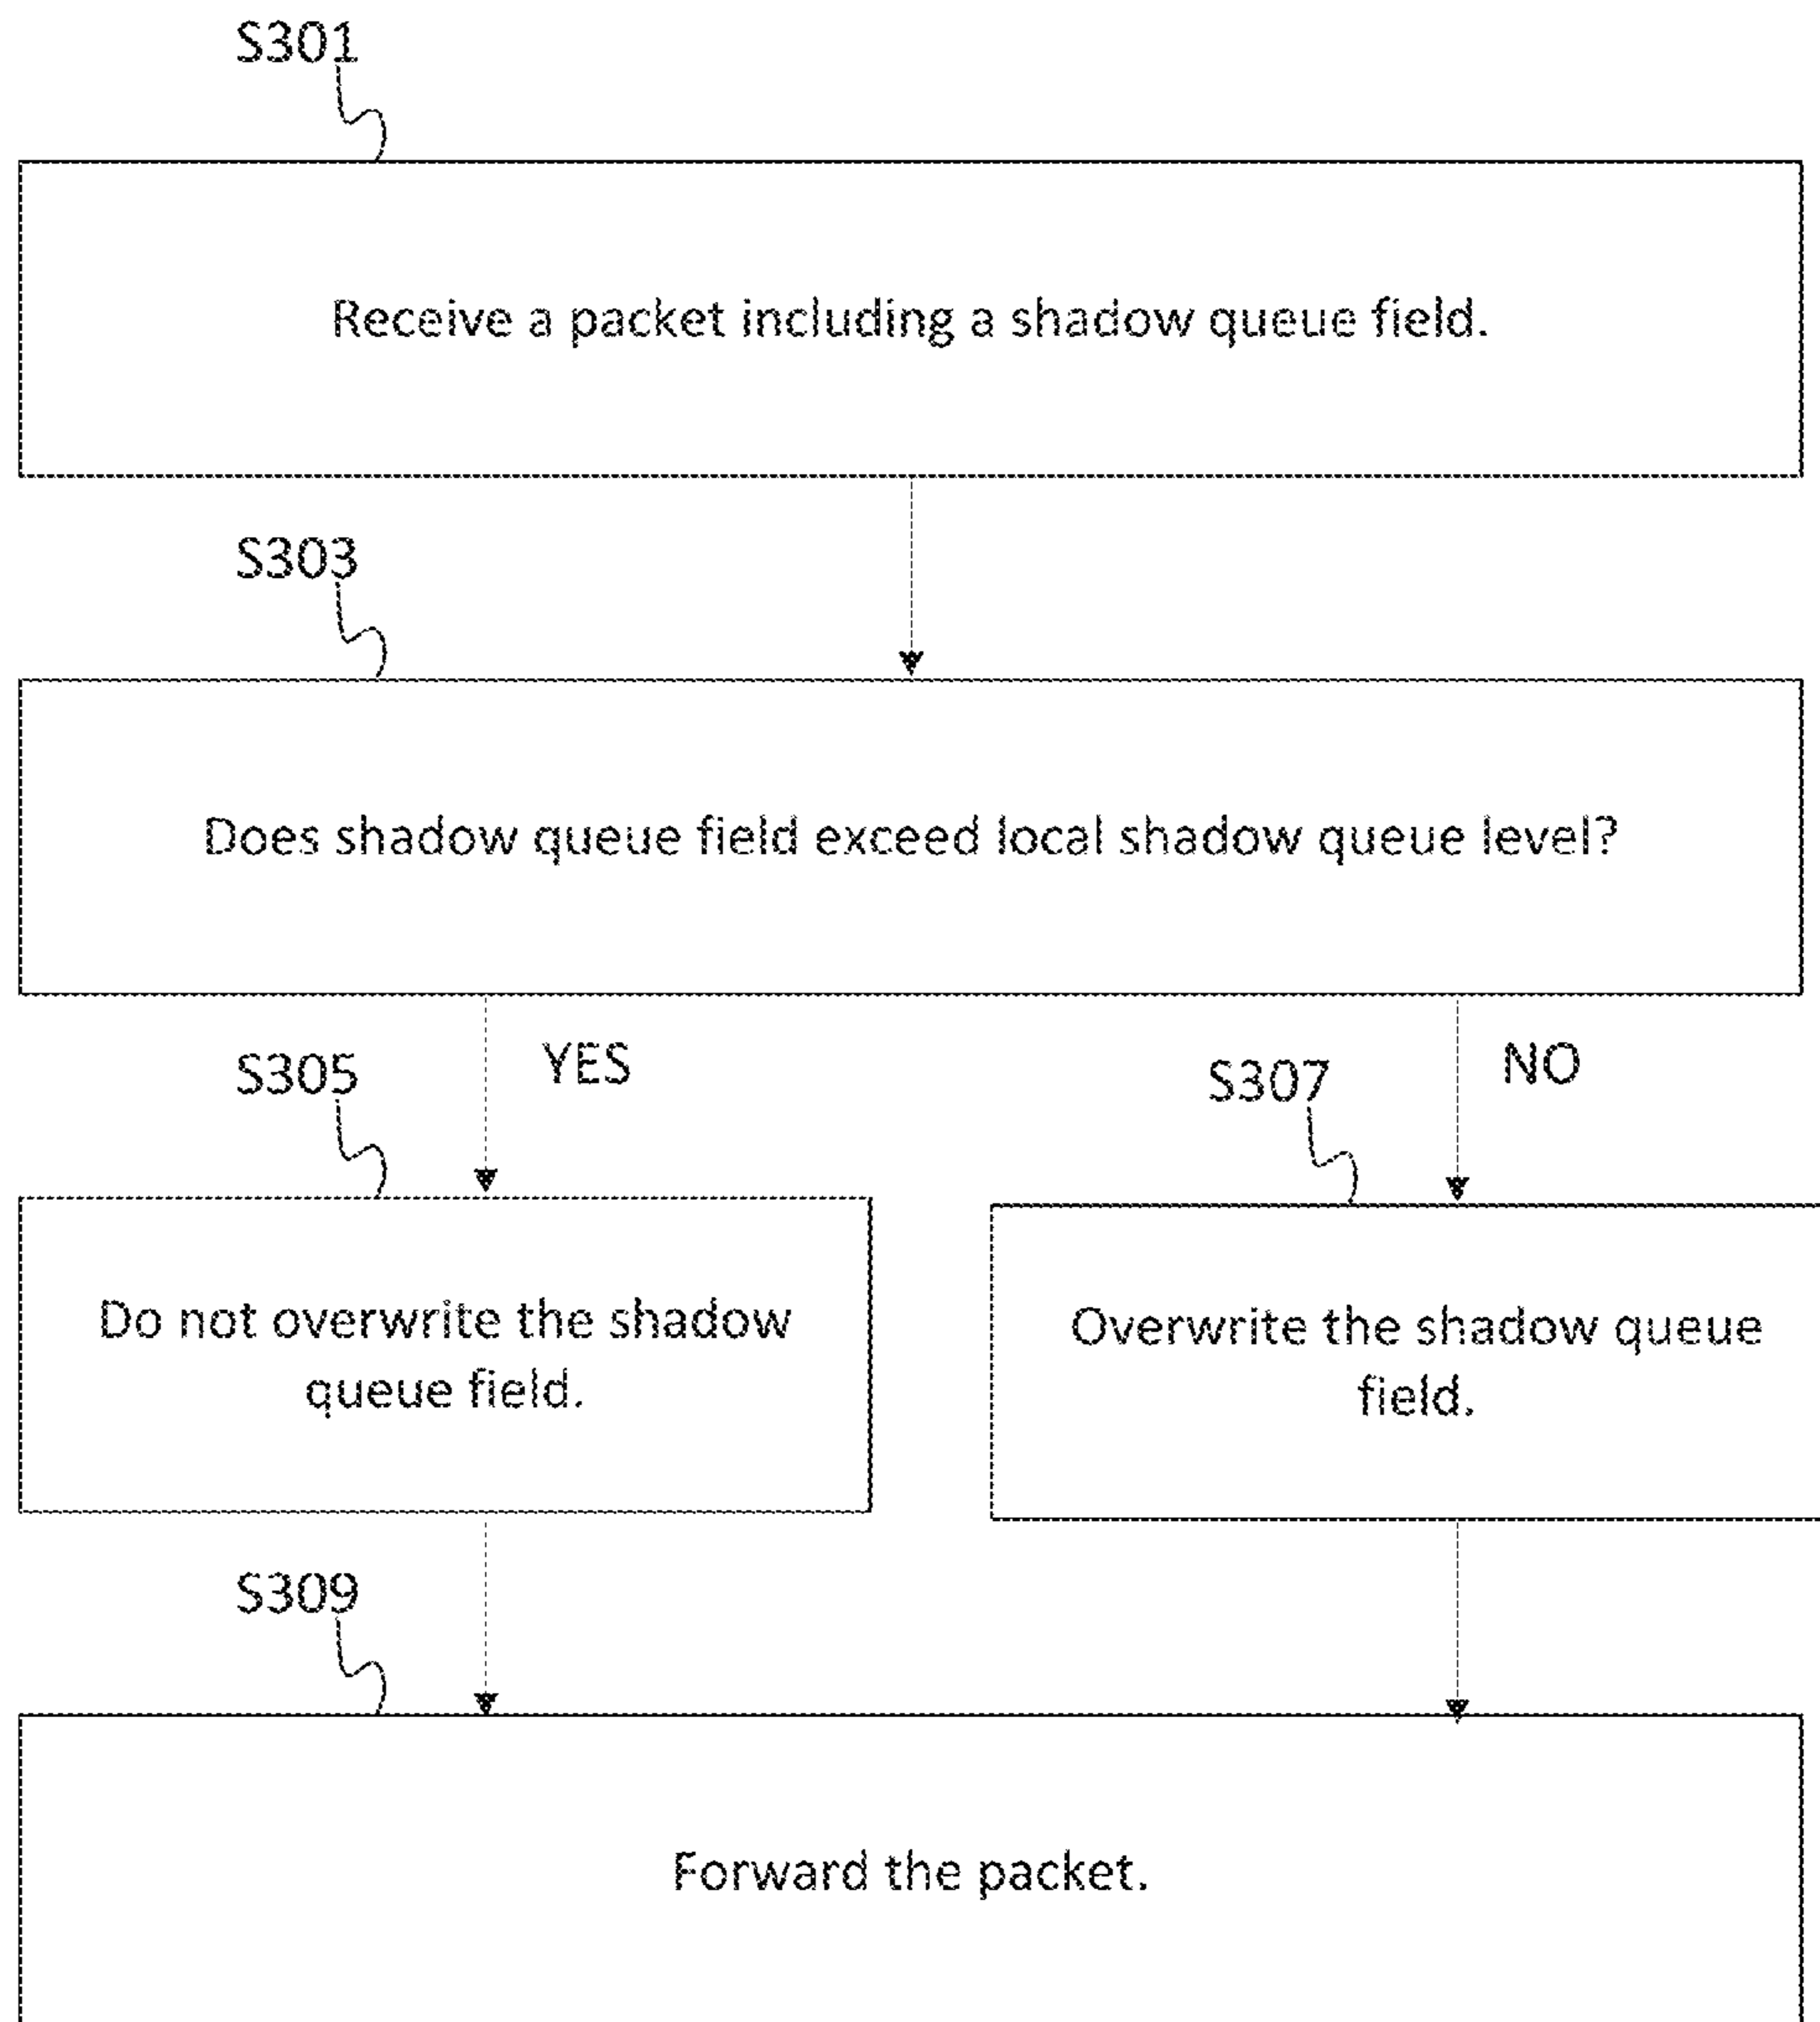 S301
Receive a packet including a shadow queue field.
S303
Does shadow queue field exceed local shadow queue level?
S305
YES
S307
NO
Do not overwrite the shadow
queue field.
Overwrite the shadow queue
field.
S309
Forward the packet.